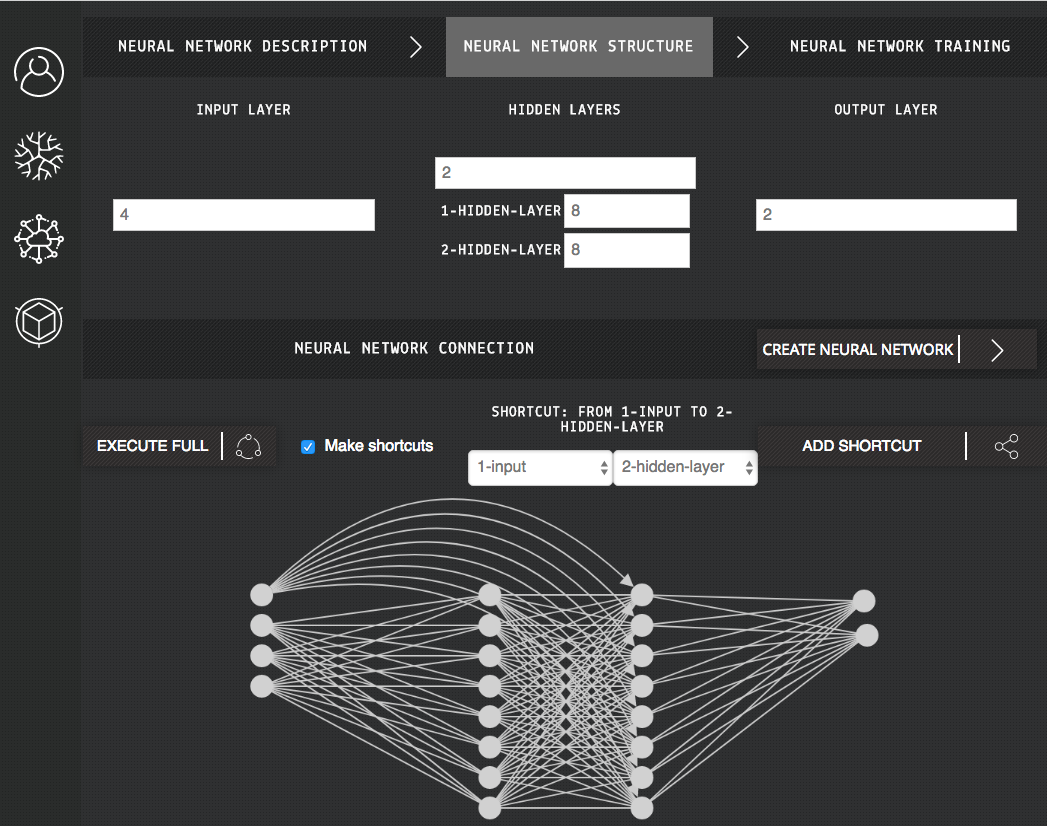 NEURAL NETWORK DESCRIPTION
NEURAL NETWORK STRUCTURE
NEURAL NETWORK TRAINING
INPUT LAYER
HIDDEN LAYERS
OUTPUT LAYER
4
2
1-HIDDEN-LAYER 8
2-HIDDEN-LAYER 8
2
NEURAL NETWORK CONNECTION
CREATE NEURAL NETWORK
EXECUTE FULL
Make shortcuts
SHORTCUT: FROM 1-INPUT TO 2-
HIDDEN-LAYER
1-input
2-hidden-layer
ADD SHORTCUT